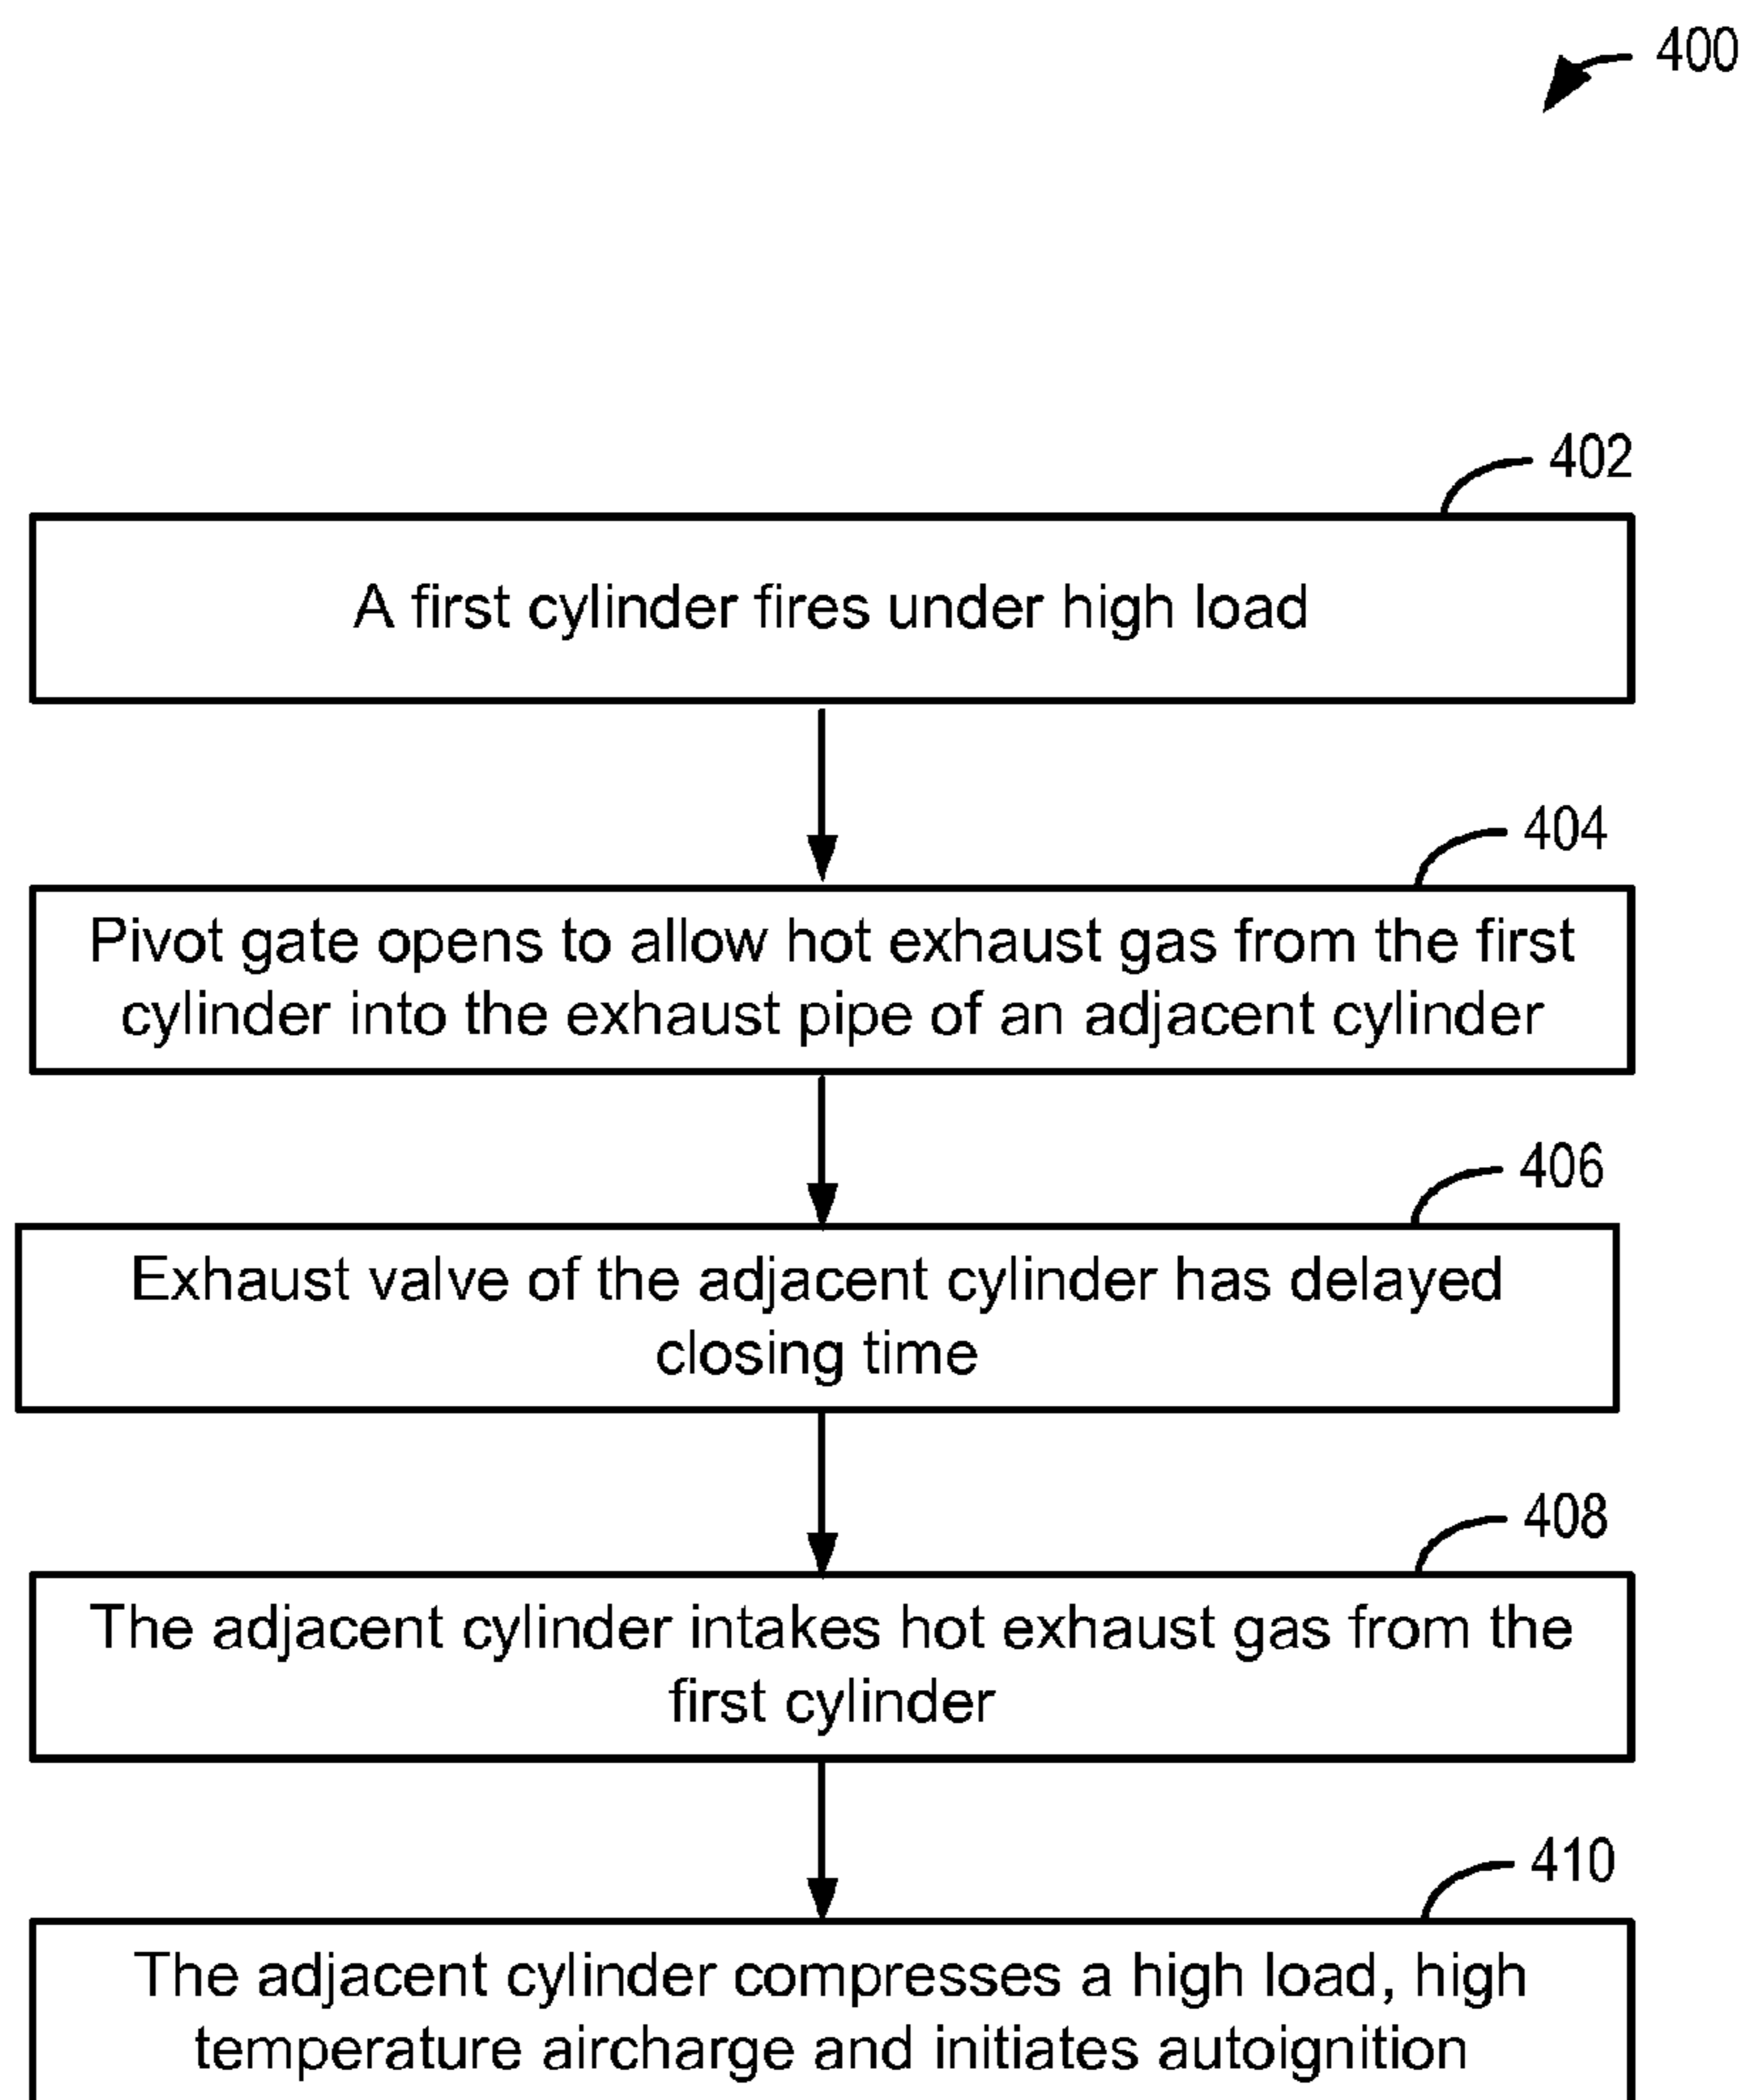 400
402
A first cylinder fires under high load
404
Pivot gate opens to allow hot exhaust gas from the first
cylinder into the exhaust pipe of an adjacent cylinder
406
Exhaust valve of the adjacent cylinder has delayed
closing time
408
The adjacent cylinder intakes hot exhaust gas from the
first cylinder
410
The adjacent cylinder compresses a high load, high
temperature aircharge and initiates autoignition